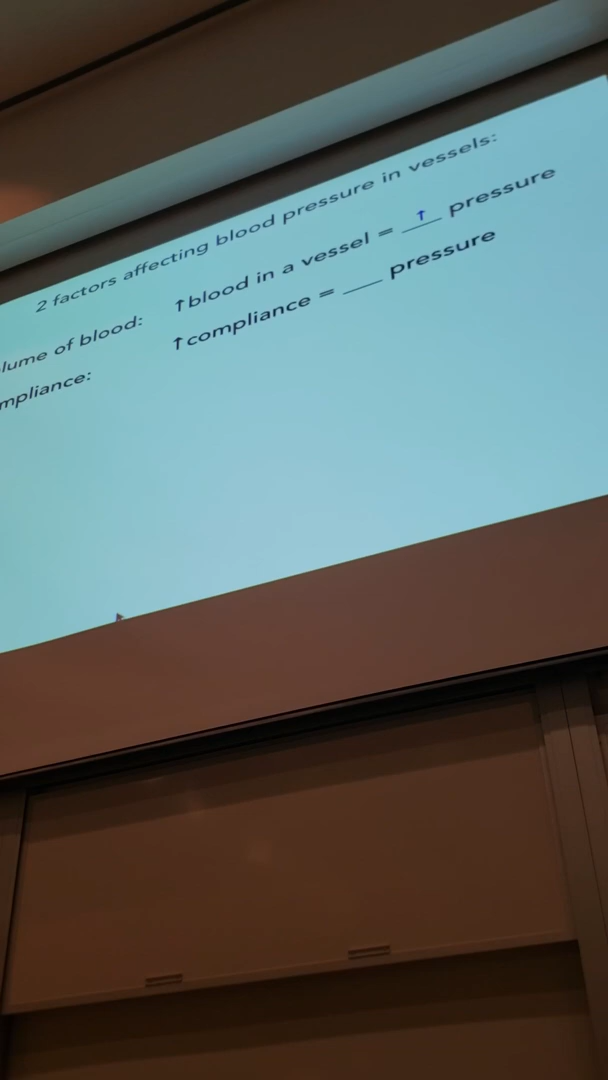 2 factors affecting blood pressure in vessels:
lume of blood: ↑blood in a vessel = ↑ pressure
mpliance: ↑compliance = ___ pressure